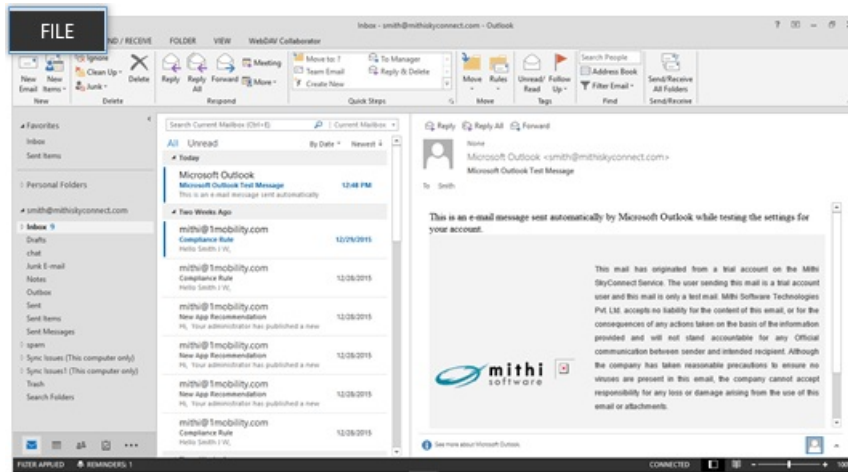 Inbox - smith@mithiskyconnect.com - Outlook
FILE
ND / RECEIVE FOLDER VIEW WebDAV Collaborator
New Email New Items
Ignore
Clean Up
Junk
Delete
Reply Reply All Forward
Meeting
More
Move to: ?
Team Email
Create New
To Manager
Reply & Delete
Move Rules
Unread/ Read Follow Up
Search People
Address Book
Filter Email
Send/Receive All Folders
New Delete Respond Quick Steps Move Tags Find Send/Receive
Favorites
Inbox
Sent Items
Personal Folders
smith@mithiskyconnect.com
Inbox 9
Drafts
chat
Junk E-mail
Notes
Outbox
Sent
Sent Items
Sent Messages
spam
Sync Issues (This computer only)
Sync Issues1 (This computer only)
Trash
Search Folders
Search Current Mailbox (Ctrl+E) Current Mailbox
All Unread By Date Newest
Today
Microsoft Outlook
Microsoft Outlook Test Message 12:48 PM
This is an e-mail message sent automatically
Two Weeks Ago
mithi@1mobility.com
Compliance Rule 12/29/2015
Hello Smith J W,
mithi@1mobility.com
Compliance Rule 12/28/2015
Hello Smith J W,
mithi@1mobility.com
New App Recommendation 12/28/2015
Hi, Your administrator has published a new
mithi@1mobility.com
New App Recommendation 12/28/2015
Hi, Your administrator has published a new
mithi@1mobility.com
New App Recommendation 12/28/2015
Hi, Your administrator has published a new
mithi@1mobility.com
Compliance Rule 12/28/2015
Hello Smith J W,
Reply Reply All Forward
None
Microsoft Outlook <smith@mithiskyconnect.com>
Microsoft Outlook Test Message
To Smith
This is an e-mail message sent automatically by Microsoft Outlook while testing the settings for
your account.
This mail has originated from a trial account on the Mithi
SkyConnect Service. The user sending this mail is a trial account
user and this mail is only a test mail. Mithi Software Technologies
Pvt. Ltd. accepts no liability for the content of this email, or for the
consequences of any actions taken on the basis of the information
provided and will not stand accountable for any Official
communication between sender and intended recipient. Although
the company has taken reasonable precautions to ensure no
viruses are present in this email, the company cannot accept
responsibility for any loss or damage arising from the use of this
email or attachments.
mithi
software
See more about Microsoft Outlook.
FILTER APPLIED REMINDERS: 1 CONNECTED